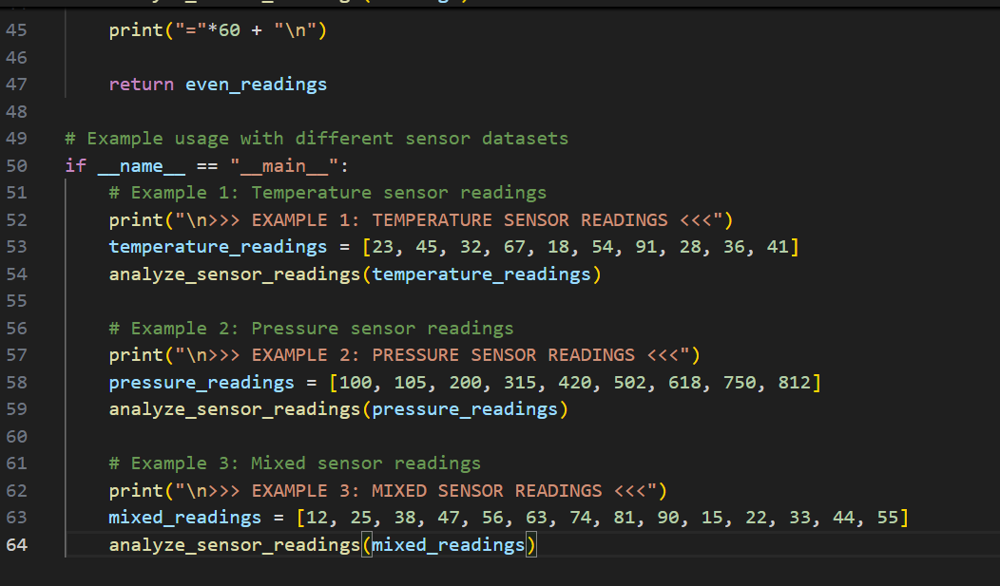 45 print("="*60 + "\n")
46
47 return even_readings
48
49 # Example usage with different sensor datasets
50 if __name__ == "__main__":
51 # Example 1: Temperature sensor readings
52 print("\n>>> EXAMPLE 1: TEMPERATURE SENSOR READINGS <<<")
53 temperature_readings = [23, 45, 32, 67, 18, 54, 91, 28, 36, 41]
54 analyze_sensor_readings(temperature_readings)
55
56 # Example 2: Pressure sensor readings
57 print("\n>>> EXAMPLE 2: PRESSURE SENSOR READINGS <<<")
58 pressure_readings = [100, 105, 200, 315, 420, 502, 618, 750, 812]
59 analyze_sensor_readings(pressure_readings)
60
61 # Example 3: Mixed sensor readings
62 print("\n>>> EXAMPLE 3: MIXED SENSOR READINGS <<<")
63 mixed_readings = [12, 25, 38, 47, 56, 63, 74, 81, 90, 15, 22, 33, 44, 55]
64 analyze_sensor_readings(mixed_readings)